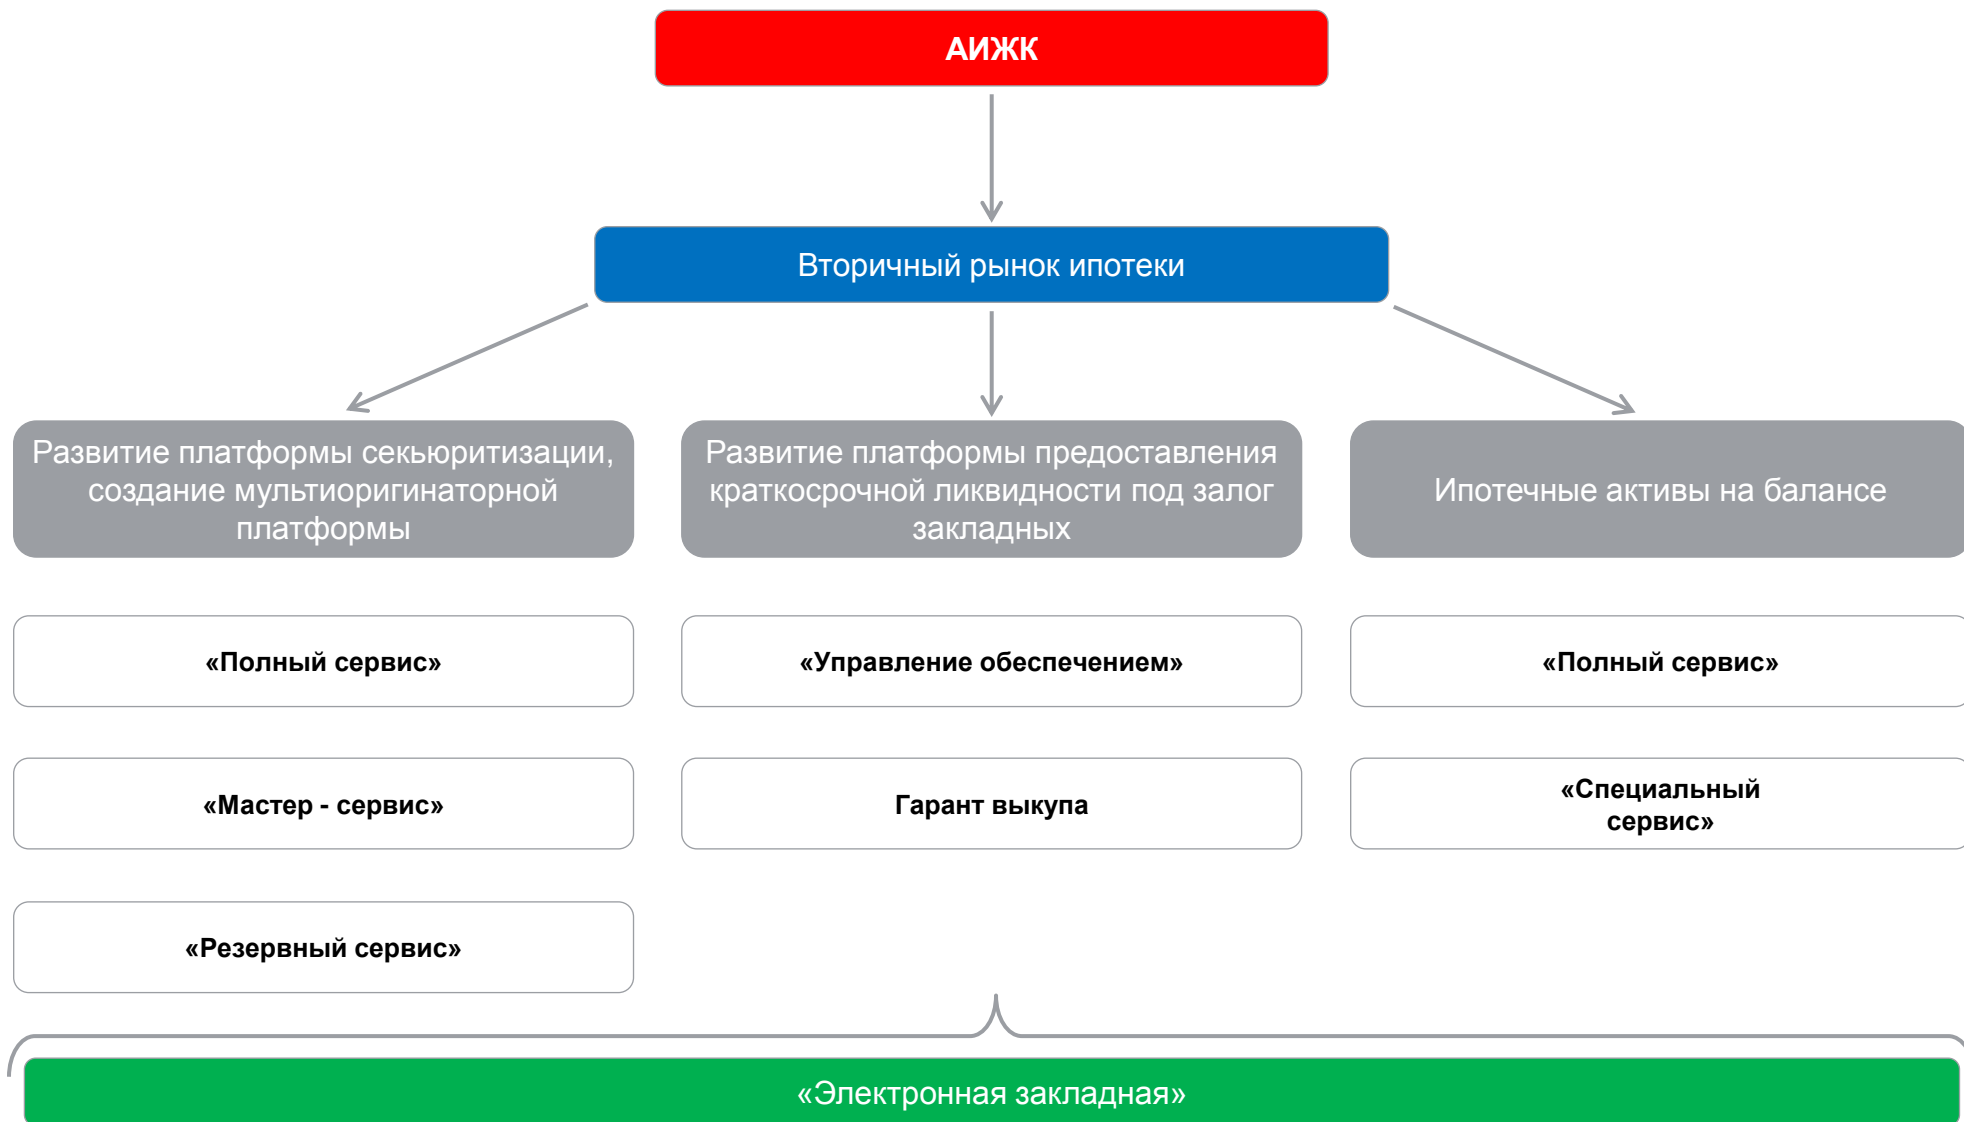 АИЖК
Вторичный рынок ипотеки
Развитие платформы секьюритизации,
создание мультиоригинаторной
платформы
Развитие платформы предоставления
краткосрочной ликвидности под залог
закладных
Ипотечные активы на балансе
«Полный сервис»
«Управление обеспечением»
«Полный сервис»
«Мастер - сервис»
Гарант выкупа
«Специальный
сервис»
«Резервный сервис»
«Электронная закладная»